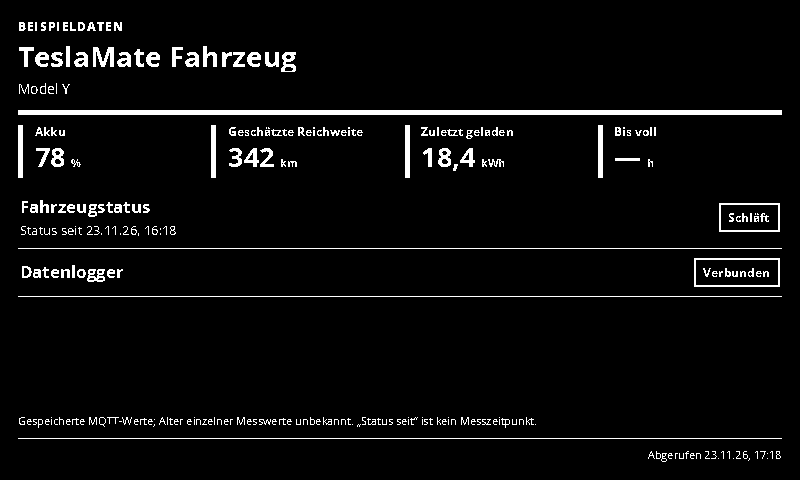 BEISPIELDATEN
TeslaMate Fahrzeug
Model Y
Akku
78 %
Geschätzte Reichweite
342 km
Zuletzt geladen
18,4 kWh
Bis voll
— h
Fahrzeugstatus
Status seit 23.11.26, 16:18
Schläft
Datenlogger
Verbunden
Gespeicherte MQTT-Werte; Alter einzelner Messwerte unbekannt. „Status seit“ ist kein Messzeitpunkt.
Abgerufen 23.11.26, 17:18